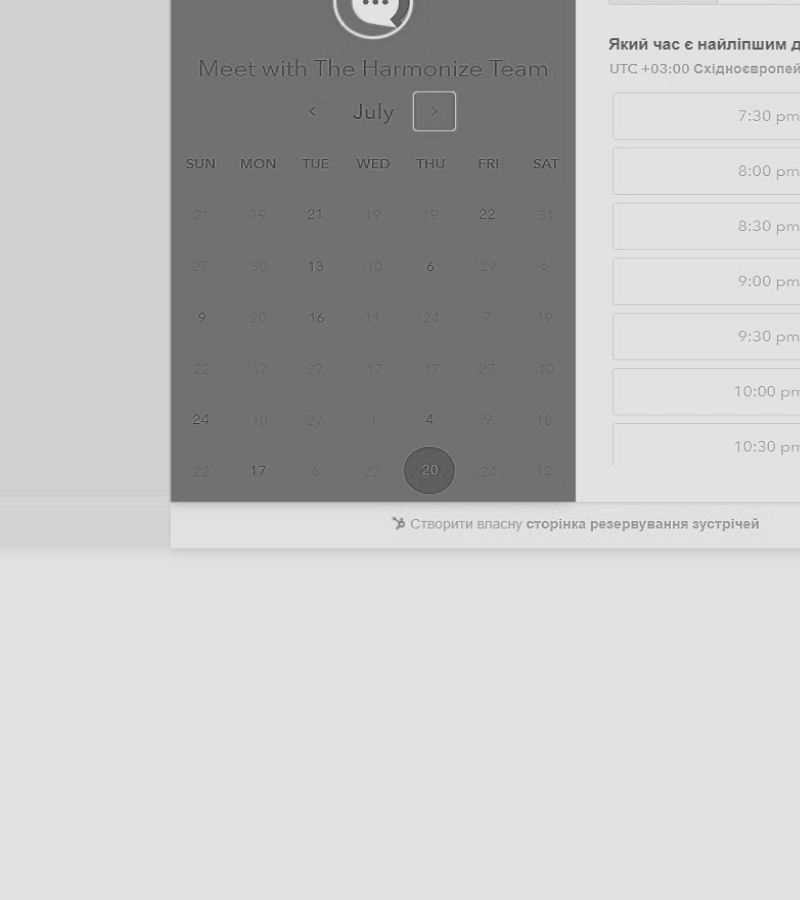 Meet with The Harmonize Team
July
SUN MON TUE WED THU FRI SAT
21 19 21 19 19 22 31
27 30 13 10 6 29 6
9 20 16 11 24 7 19
22 17 27 17 17 27 10
24 10 27 1 4 9 18
22 17 6 27 20 24 12
Який час є найліпшим д
UTC +03:00 Східноєвропей
7:30 pm
8:00 pm
8:30 pm
9:00 pm
9:30 pm
10:00 pm
10:30 pm
Створити власну сторінка резервування зустрічей